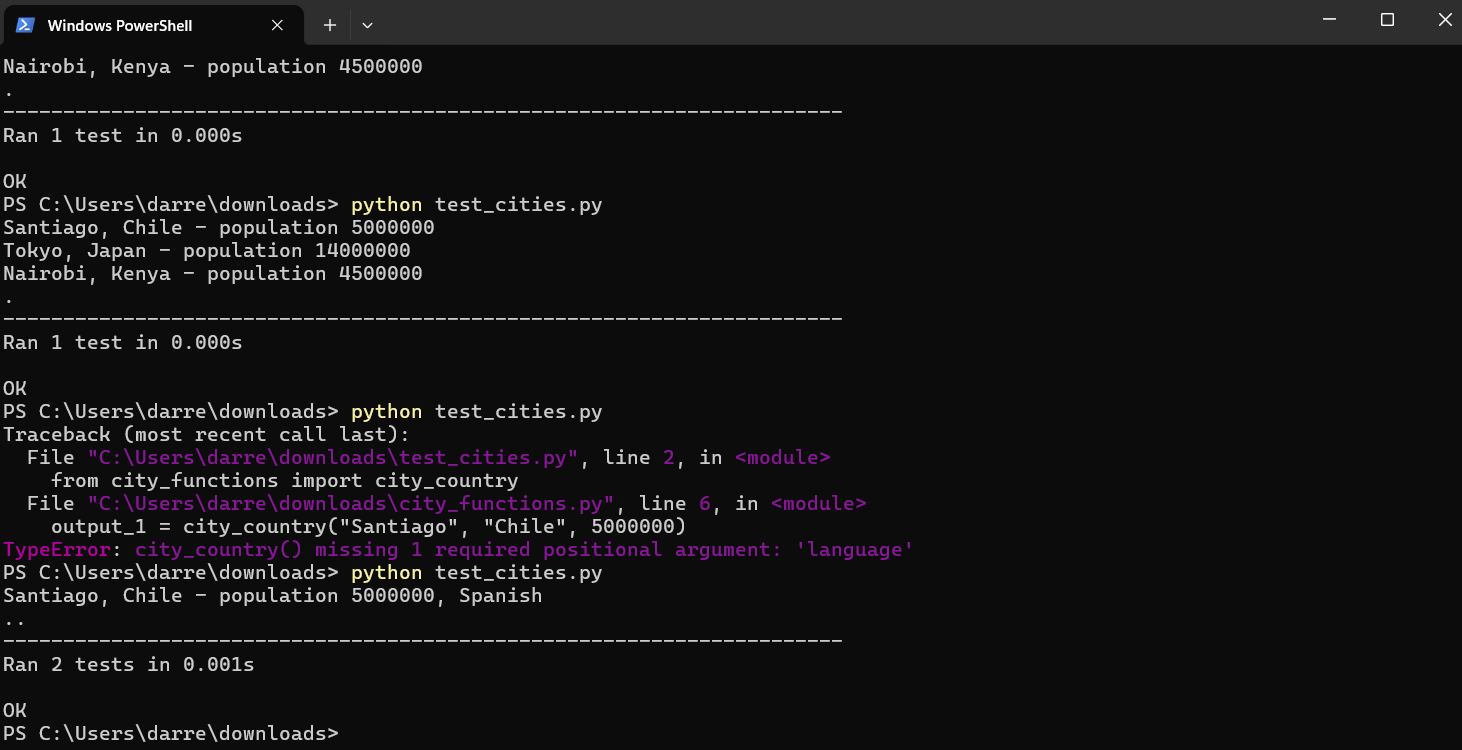 Windows PowerShell
Nairobi, Kenya - population 4500000
.
----------------------------------------------------------------------
Ran 1 test in 0.000s
OK
PS C:\Users\darre\downloads> python test_cities.py
Santiago, Chile - population 5000000
Tokyo, Japan - population 14000000
Nairobi, Kenya - population 4500000
.
----------------------------------------------------------------------
Ran 1 test in 0.000s
OK
PS C:\Users\darre\downloads> python test_cities.py
Traceback (most recent call last):
  File "C:\Users\darre\downloads\test_cities.py", line 2, in <module>
    from city_functions import city_country
  File "C:\Users\darre\downloads\city_functions.py", line 6, in <module>
    output_1 = city_country("Santiago", "Chile", 5000000)
TypeError: city_country() missing 1 required positional argument: 'language'
PS C:\Users\darre\downloads> python test_cities.py
Santiago, Chile - population 5000000, Spanish
..
----------------------------------------------------------------------
Ran 2 tests in 0.001s
OK
PS C:\Users\darre\downloads>